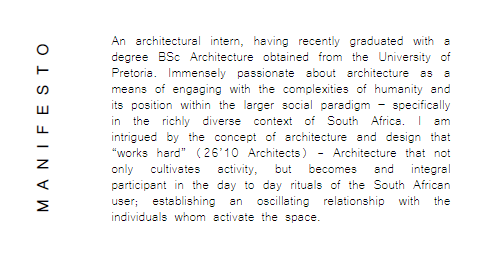 MANIFESTO
An architectural intern, having recently graduated with a
degree BSc Architecture obtained from the University of
Pretoria. Immensely passionate about architecture as a
means of engaging with the complexities of humanity and
its position within the larger social paradigm – specifically
in the richly diverse context of South Africa. I am
intrigued by the concept of architecture and design that
“works hard” (26’10 Architects) – Architecture that not
only cultivates activity, but becomes and integral
participant in the day to day rituals of the South African
user; establishing an oscillating relationship with the
individuals whom activate the space.